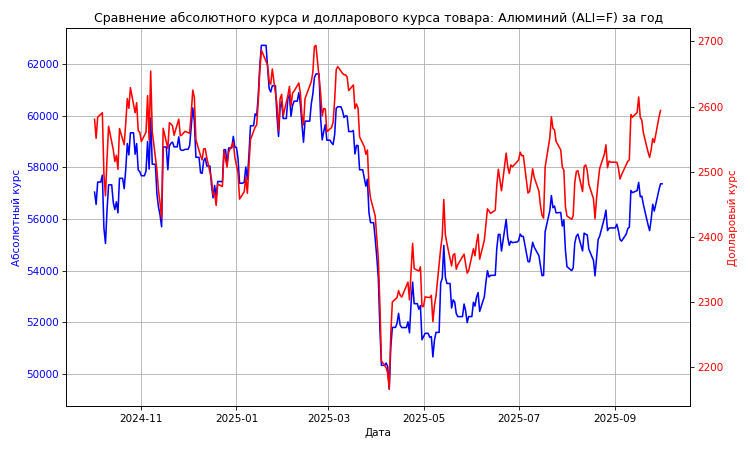 Сравнение абсолютного курса и долларового курса товара: Алюминий (ALI=F) за год
Абсолютный курс
62000
60000
58000
56000
54000
52000
50000
2700
2600
2500
2400
2300
2200
Долларовый курс
2024-11 2025-01 2025-03 2025-05 2025-07 2025-09
Дата